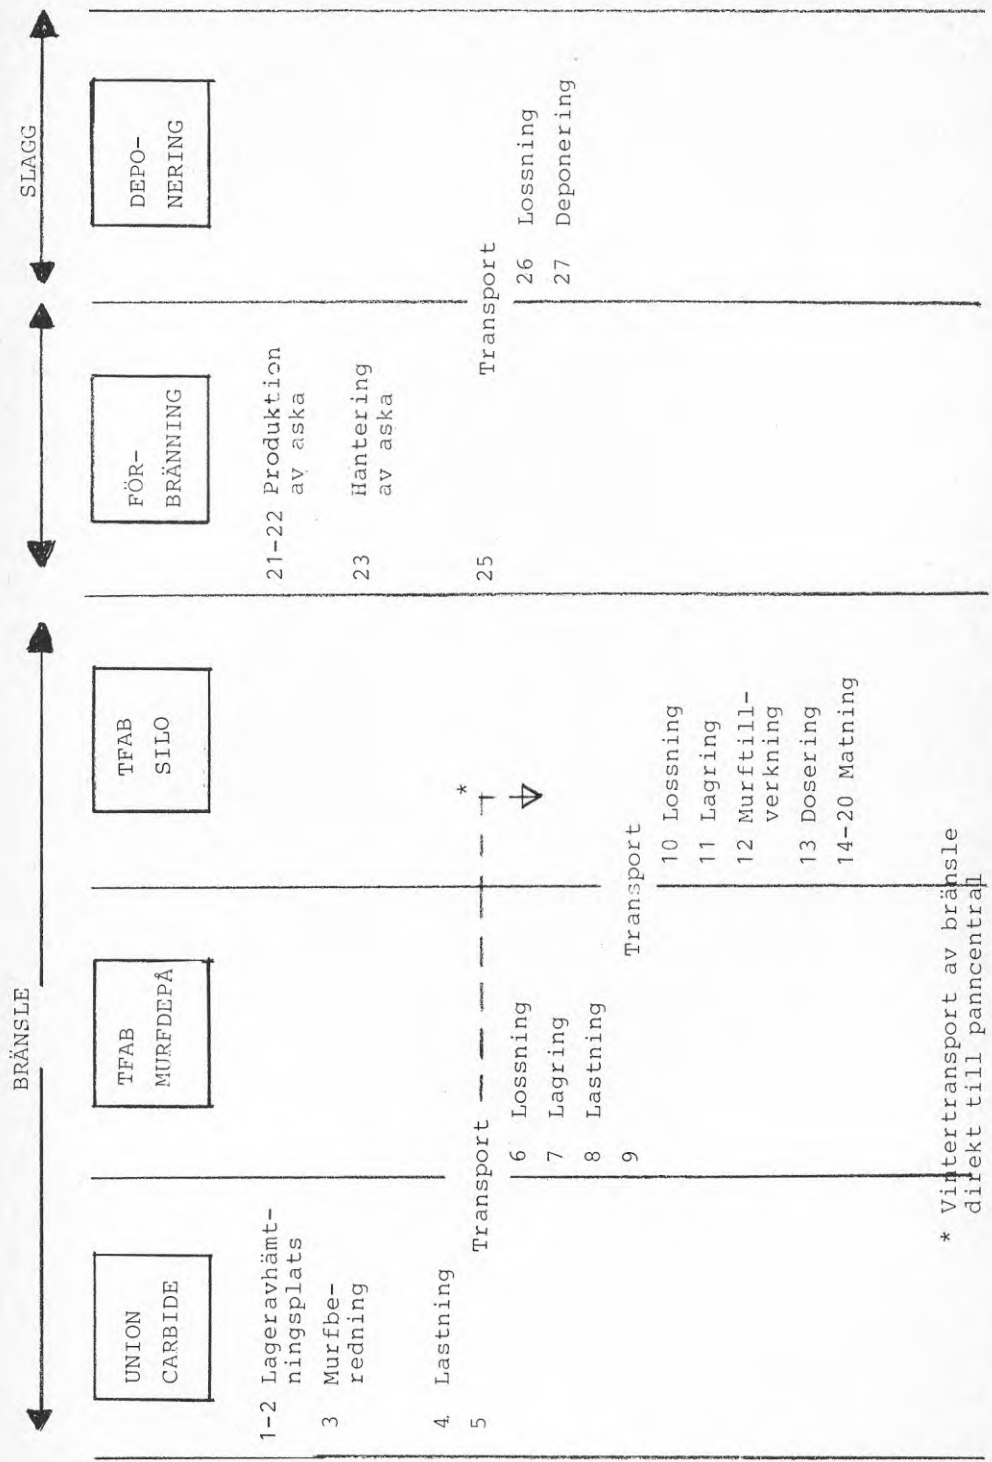 BRÄNSLE
SLAGG
UNION
CARBIDE
1-2 Lageravhämt-
ningsplats
3 Murfbe-
redning
4 Lastning
5 Transport
TFAB
MURFDEPÅ
6 Lossning
7 Lagring
8 Lastning
9 Transport
TFAB
SILO
*
10 Lossning
11 Lagring
12 Murftill-
verkning
13 Dosering
14-20 Matning
FÖR-
BRÄNNING
21-22 Produktion
av aska
23 Hantering
av aska
25 Transport
DEPO-
NERING
26 Lossning
27 Deponering
* Vintertransport av bränsle
direkt till panncentral